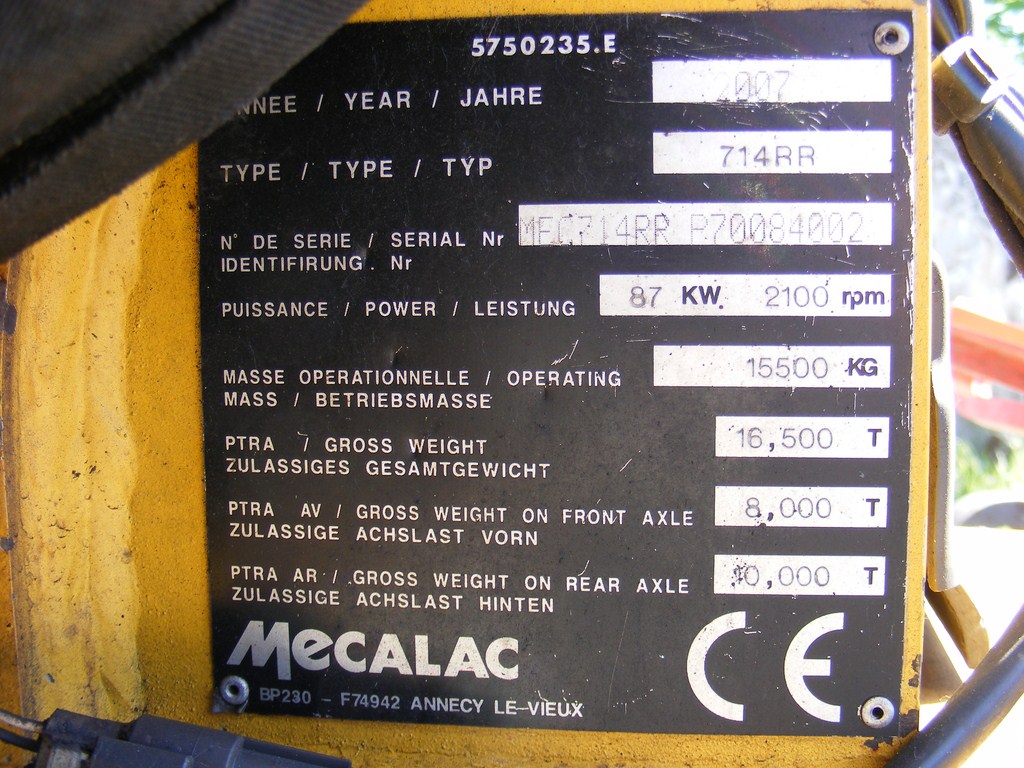 5750235.E
ANNEE / YEAR / JAHRE 2007
TYPE / TYPE / TYP 714RR
N° DE SERIE / SERIAL Nr MEC714RR R70084002
IDENTIFIRUNG. Nr
PUISSANCE / POWER / LEISTUNG 87 KW. 2100 rpm
MASSE OPERATIONNELLE / OPERATING 15500 KG
MASS / BETRIEBSMASSE
PTRA / GROSS WEIGHT 16,500 T
ZULASSIGES GESAMTGEWICHT
PTRA AV / GROSS WEIGHT ON FRONT AXLE 8,000 T
ZULASSIGE ACHSLAST VORN
PTRA AR / GROSS WEIGHT ON REAR AXLE 10,000 T
ZULASSIGE ACHSLAST HINTEN
MECALAC CE
BP230 - F74942 ANNECY LE-VIEUX